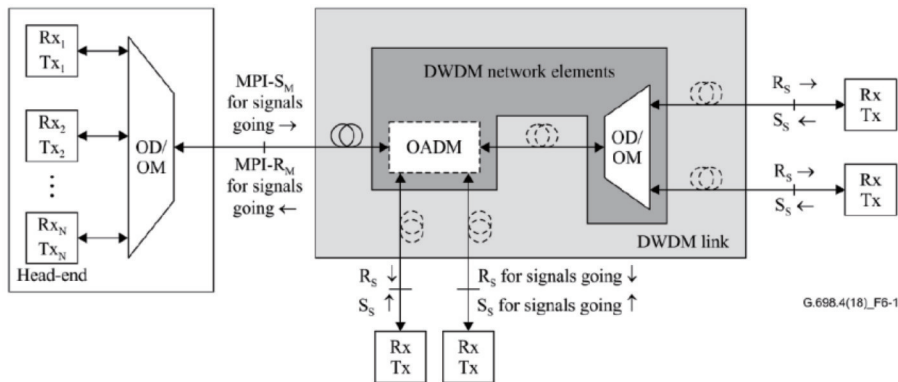 Rx1
Tx1
Rx2
Tx2
⋮
RxN
TxN
Head-end
OD/
OM
MPI-SM
for signals
going →
MPI-RM
for signals
going ←
DWDM network elements
OADM
OD/
OM
DWDM link
RS →
SS ←
Rx
Tx
RS →
SS ←
Rx
Tx
RS ↓
SS ↑
RS for signals going ↓
SS for signals going ↑
Rx
Tx
Rx
Tx
G.698.4(18)_F6-1